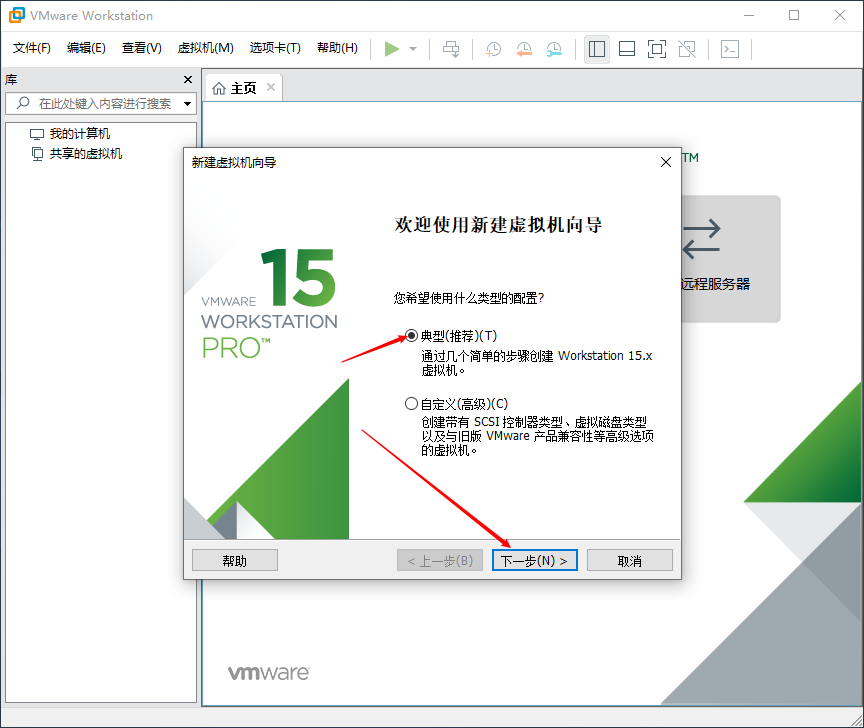 VMware Workstation
文件(F) 编辑(E) 查看(V) 虚拟机(M) 选项卡(T) 帮助(H)
库
主页
在此处键入内容进行搜索
我的计算机
共享的虚拟机
TM
远程服务器
新建虚拟机向导
15
VMWARE
WORKSTATION
PRO™
欢迎使用新建虚拟机向导
您希望使用什么类型的配置?
典型(推荐)(T)
通过几个简单的步骤创建 Workstation 15.x
虚拟机。
自定义(高级)(C)
创建带有 SCSI 控制器类型、虚拟磁盘类型
以及与旧版 VMware 产品兼容性等高级选项
的虚拟机。
帮助 < 上一步(B) 下一步(N) > 取消
vmware